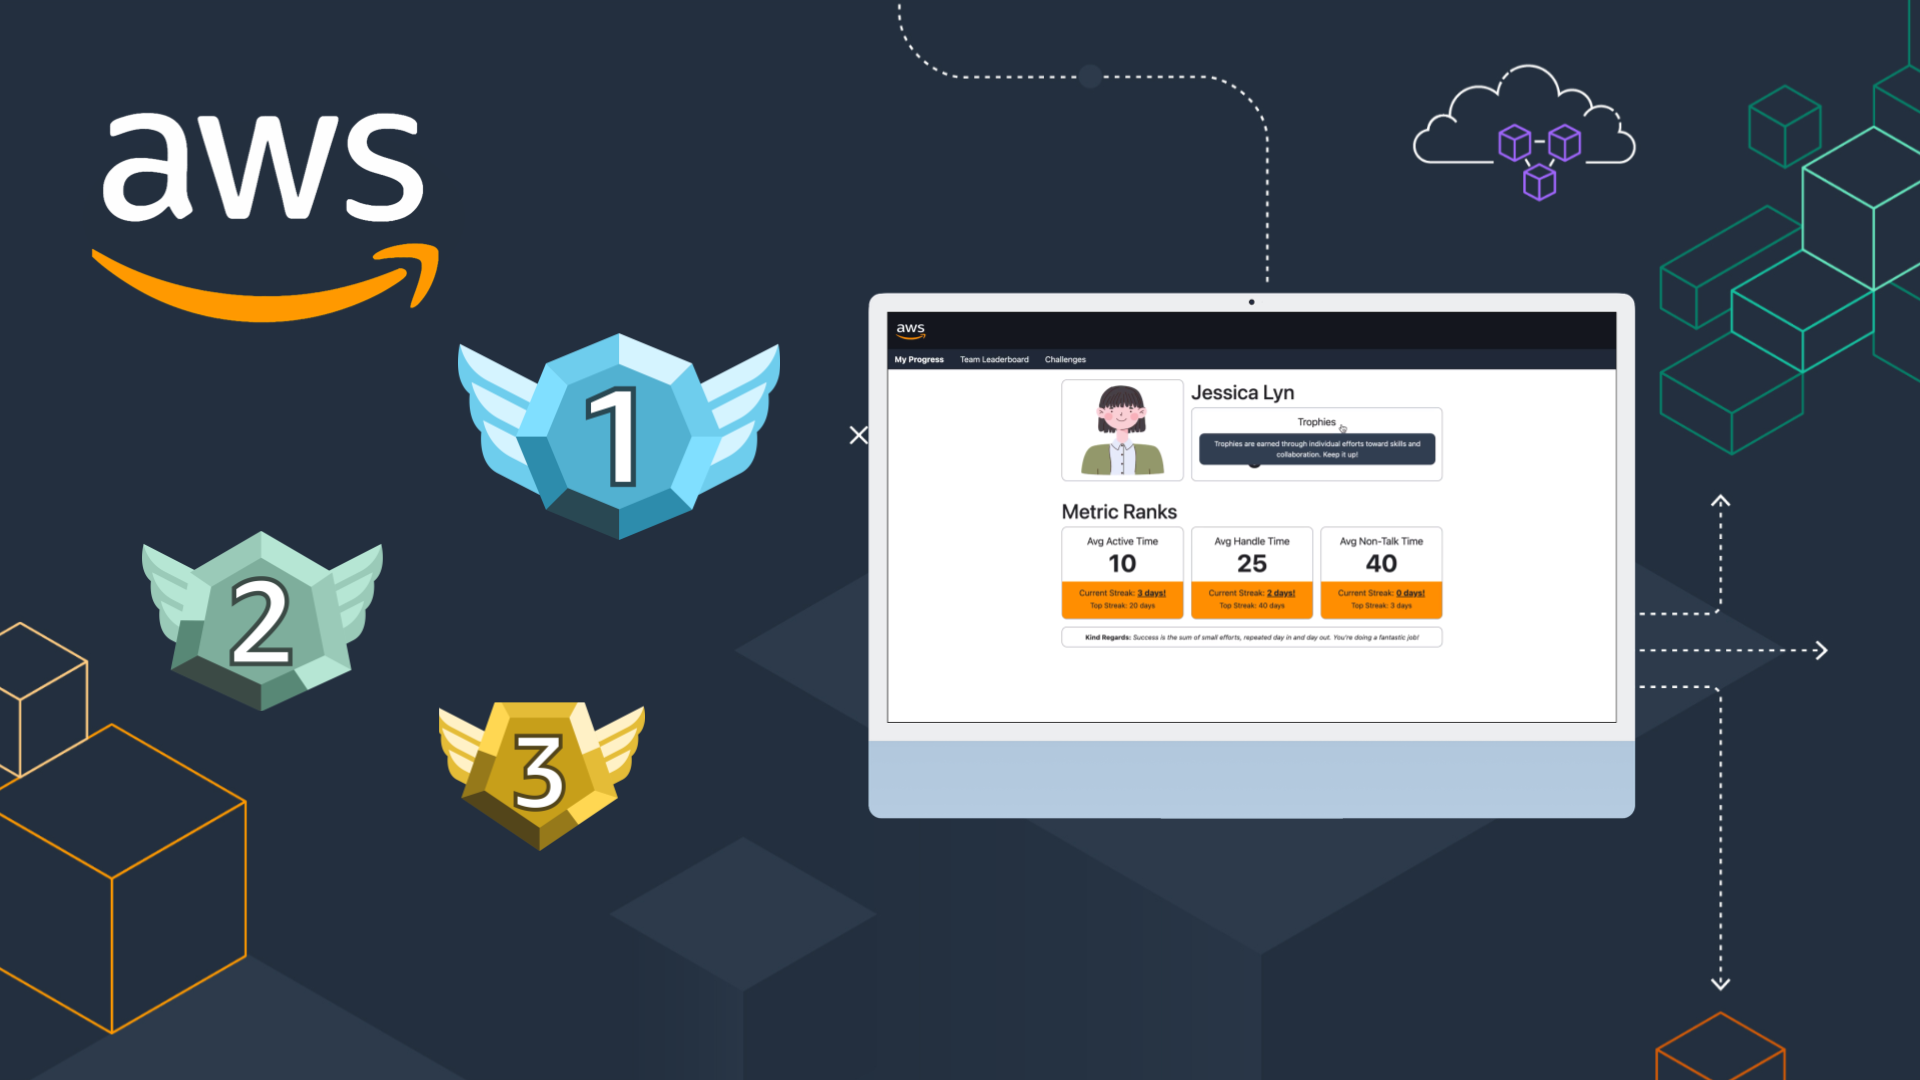 aws
1
2
3
aws
My Progress Team Leaderboard Challenges
Jessica Lyn
Trophies
Trophies are earned through individual efforts toward skills and
collaboration. Keep it up!
Metric Ranks
Avg Active Time
10
Current Streak: 3 days!
Top Streak: 20 days
Avg Handle Time
25
Current Streak: 2 days!
Top Streak: 40 days
Avg Non-Talk Time
40
Current Streak: 0 days!
Top Streak: 3 days
Kind Regards: Success is the sum of small efforts, repeated day in and day out. You're doing a fantastic job!